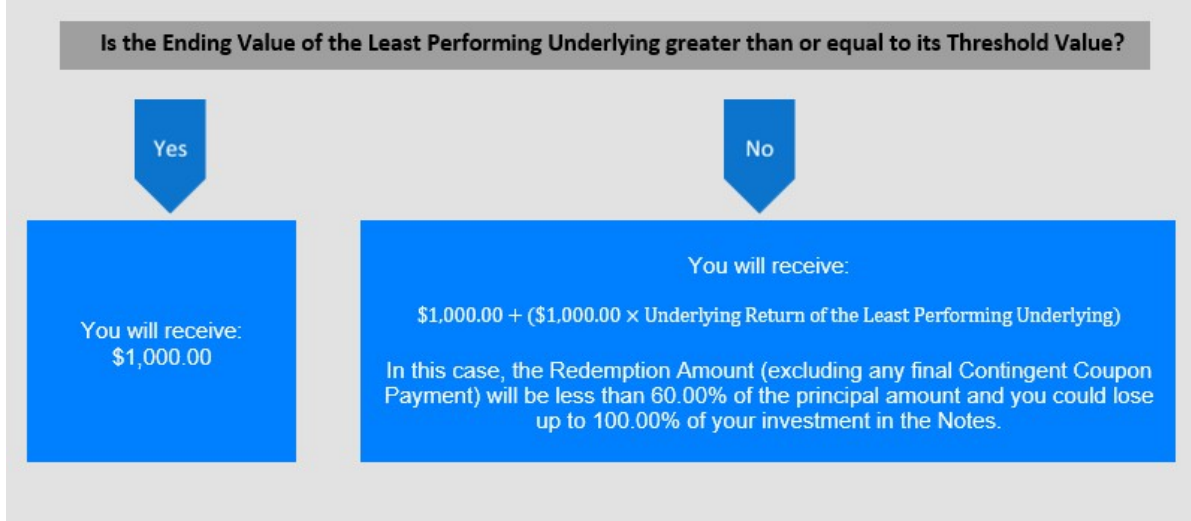 Is the Ending Value of the Least Performing Underlying greater than or equal to its Threshold Value?
Yes
No
You will receive:
$1,000.00
You will receive:
$1,000.00 + ($1,000.00 × Underlying Return of the Least Performing Underlying)
In this case, the Redemption Amount (excluding any final Contingent Coupon
Payment) will be less than 60.00% of the principal amount and you could lose
up to 100.00% of your investment in the Notes.